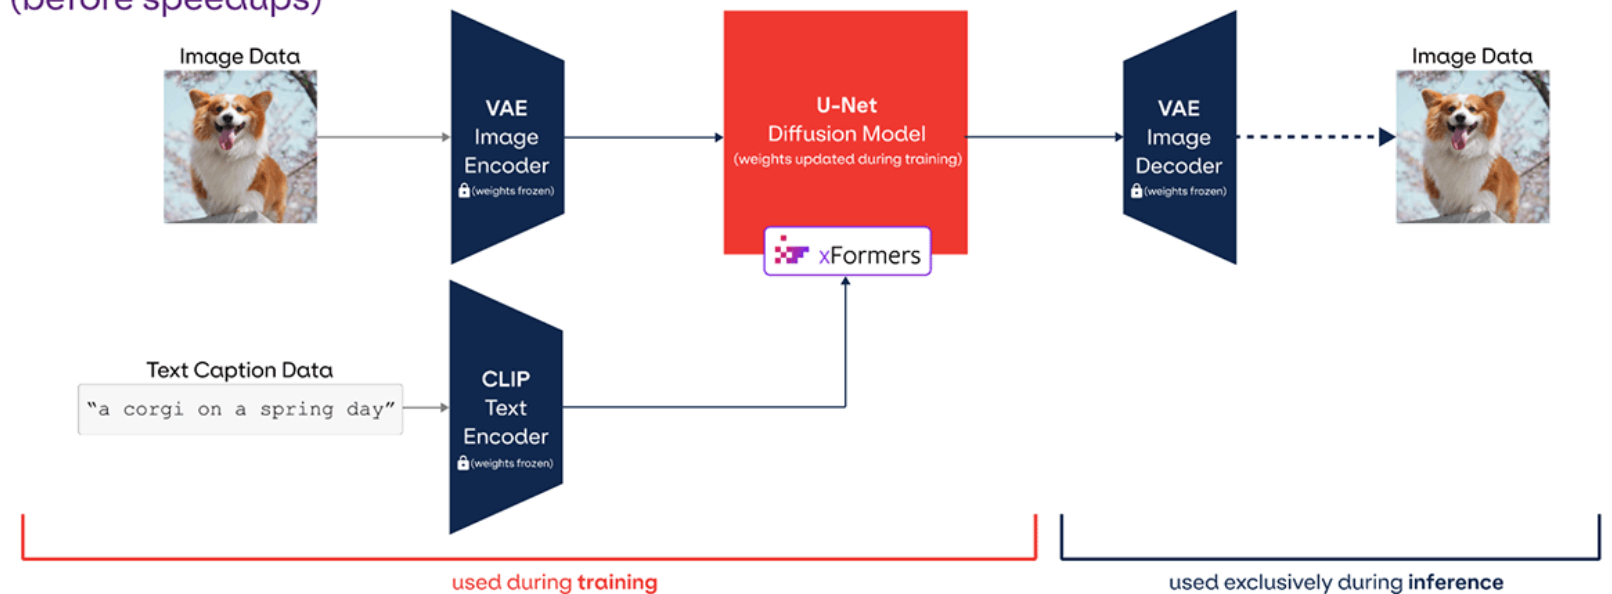 (before speedups)
Image Data
VAE
Image
Encoder
(weights frozen)
U-Net
Diffusion Model
(weights updated during training)
xFormers
VAE
Image
Decoder
(weights frozen)
Image Data
Text Caption Data
“a corgi on a spring day”
CLIP
Text
Encoder
(weights frozen)
used during training
used exclusively during inference